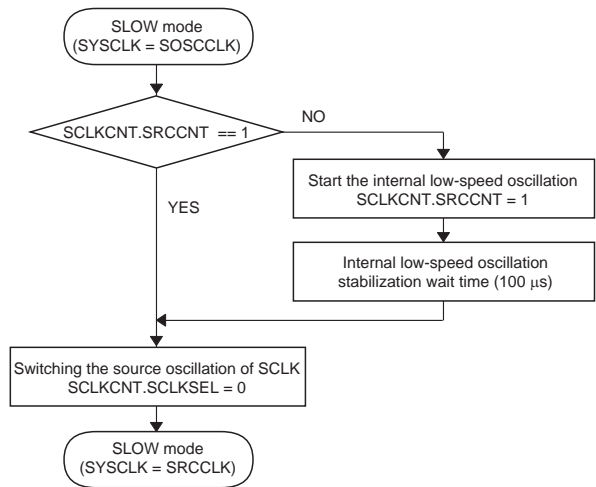 SLOW mode
(SYSCLK = SOSCCLK)
SCLKCNT.SRCCNT == 1
NO
Start the internal low-speed oscillation
SCLKCNT.SRCCNT = 1
YES
Internal low-speed oscillation
stabilization wait time (100 μs)
Switching the source oscillation of SCLK
SCLKCNT.SCLKSEL = 0
SLOW mode
(SYSCLK = SRCCLK)